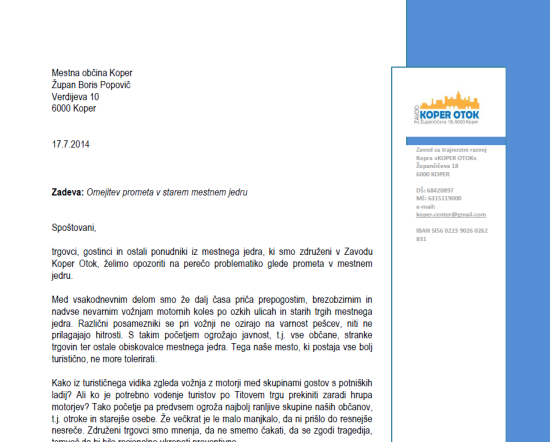 Mestna občina Koper
Župan Boris Popovič
Verdijeva 10
6000 Koper
17.7.2014
Zadeva: Omejitev prometa v starem mestnem jedru
Spoštovani,
trgovci, gostinci in ostali ponudniki iz mestnega jedra, ki smo združeni v Zavodu
Koper Otok, želimo opozoriti na perečo problematiko glede prometa v mestnem
jedru.
Med vsakodnevnim delom smo že dalj časa priča prepogostim, brezobzirnim in
nadvse nevarnim vožnjam motornih koles po ozkih ulicah in starih trgih mestnega
jedra. Različni posamezniki se pri vožnji ne ozirajo na varnost pešcev, niti ne
prilagajajo hitrosti. S takim početjem ogrožajo javnost, t.j. vse občane, stranke
trgovin ter ostale obiskovalce mestnega jedra. Tega naše mesto, ki postaja vse bolj
turistično, ne more tolerirati.
Kako iz turističnega vidika zgleda vožnja z motorji med skupinami gostov s potniških
ladij? Ali ko je potrebno vodenje turistov po Titovem trgu prekiniti zaradi hrupa
motorjev? Tako početje pa predvsem ogroža najbolj ranljive skupine naših občanov,
t.j. otroke in starejše osebe. Že večkrat je le malo manjkalo, da ni prišlo do resnejše
nesreče. Združeni trgovci smo mnenja, da ne smemo čakati, da se zgodi tragedija,
temveč do bi bilo racionalno ukrepati preventivno.
ZAVOD
KOPER OTOK
Župančičeva 18, 6000 Koper
Zavod za trajnostni razvoj
Kopra »KOPER OTOK«
Župančičeva 18
6000 KOPER
DŠ: 68420897
MŠ: 6315119000
e-mail:
koper.center@gmail.com
IBAN SI56 0223 9026 0262
831